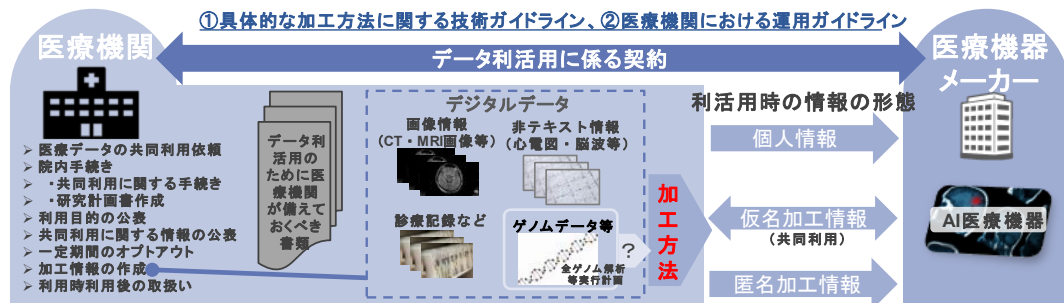 ①具体的な加工方法に関する技術ガイドライン、②医療機関における運用ガイドライン
医療機関
データ利活用に係る契約
医療機器
メーカー
➢ 医療データの共同利用依頼
➢ 院内手続き
➢ ・共同利用に関する手続き
➢ ・研究計画書作成
➢ 利用目的の公表
➢ 共同利用に関する情報の公表
➢ 一定期間のオプトアウト
➢ 加工情報の作成
➢ 利用時利用後の取扱い
データ利
活用の
ために医
療機関
が備えて
おくべき
書類
デジタルデータ
画像情報
(CT・MRI画像等)
非テキスト情報
(心電図・脳波等)
診療記録など
ゲノムデータ等
全ゲノム解析
等実行計画
?
加工方法
利活用時の情報の形態
個人情報
仮名加工情報
(共同利用)
匿名加工情報
AI医療機器